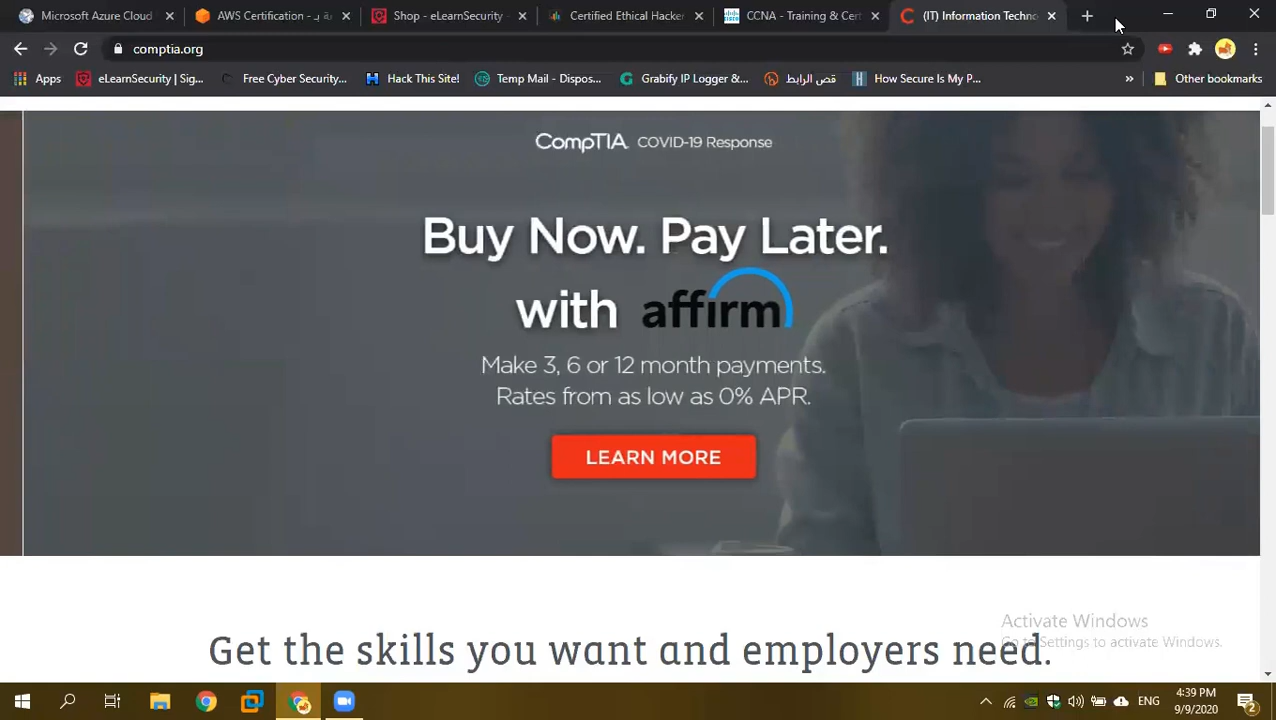 Microsoft Azure Cloud
AWS Certification -
Shop - eLearnSecurity -
Certified Ethical Hacker
CCNA - Training & Cert
(IT) Information Techno
comptia.org
Apps
eLearnSecurity | Sig...
Free Cyber Security...
Hack This Site!
Temp Mail - Dispos...
Grabify IP Logger &...
قص الرابط
How Secure Is My P...
»
Other bookmarks
CompTIA. COVID-19 Response
Buy Now. Pay Later.
with affirm
Make 3, 6 or 12 month payments.
Rates from as low as 0% APR.
LEARN MORE
Get the skills you want and employers need.
Activate Windows
Go to Settings to activate Windows.
ENG
4:39 PM
9/9/2020
2